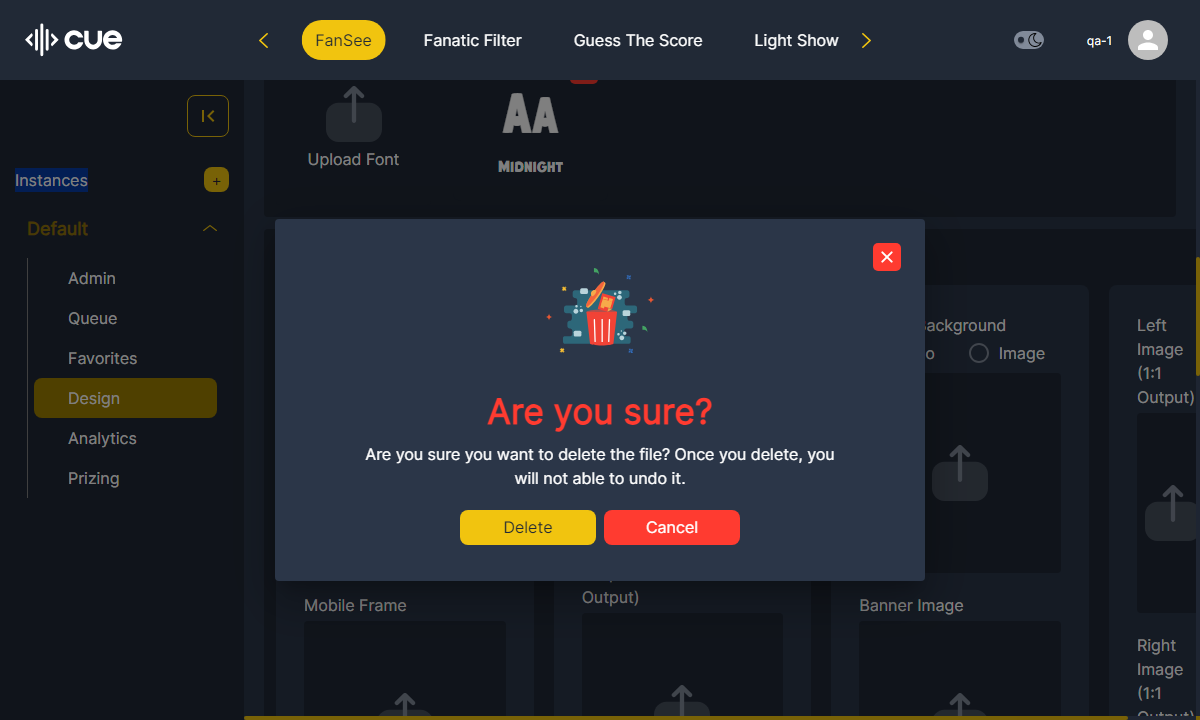 cue
FanSee
Fanatic Filter
Guess The Score
Light Show
qa-1
Instances
+
Default
Admin
Queue
Favorites
Design
Analytics
Prizing
Upload Font
AA
Midnight
Are you sure?
Are you sure you want to delete the file? Once you delete, you
will not able to undo it.
Delete
Cancel
Background
Image
Left
Image
(1:1
Output)
Mobile Frame
Output)
Banner Image
Right
Image
(1:1
Output)